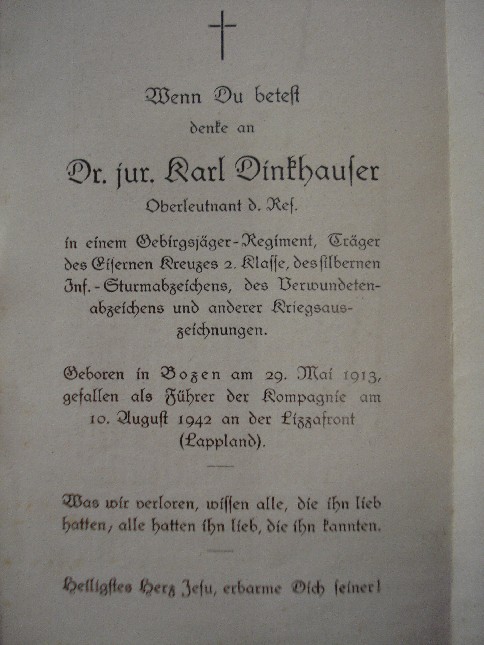 Wenn Du betest
denke an
Dr. jur. Karl Dinkhauser
Oberleutnant d. Res.
in einem Gebirgsjäger-Regiment, Träger
des Eisernen Kreuzes 2. Klasse, des silbernen
Inf.-Sturmabzeichens, des Verwundeten-
abzeichens und anderer Kriegsaus-
zeichnungen.
Geboren in Bozen am 29. Mai 1913,
gefallen als Führer der Kompagnie am
10. August 1942 an der Lizzafront
(Lappland).
Was wir verloren, wissen alle, die ihn lieb
hatten, alle hatten ihn lieb, die ihn kannten.
Heiligstes Herz Jesu, erbarme Dich seiner!